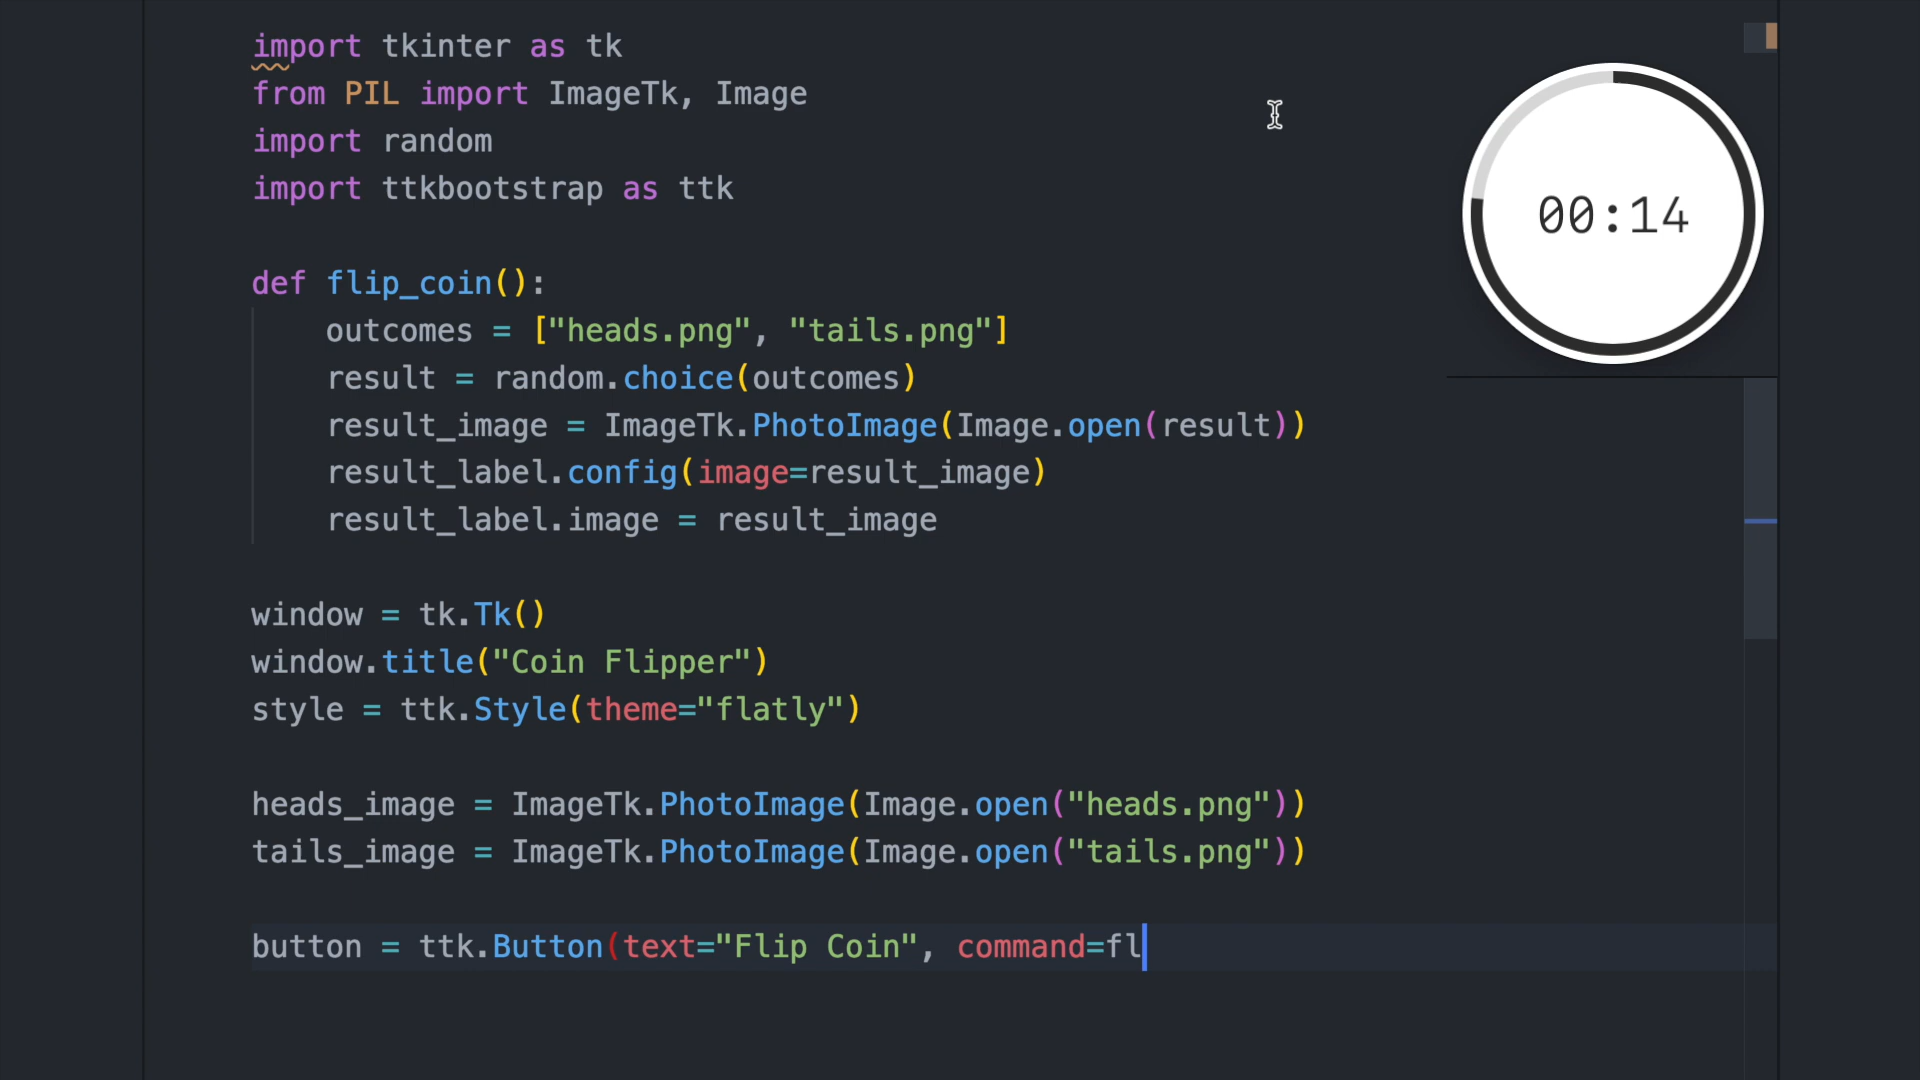 import tkinter as tk
from PIL import ImageTk, Image
import random
import ttkbootstrap as ttk
def flip_coin():
    outcomes = ["heads.png", "tails.png"]
    result = random.choice(outcomes)
    result_image = ImageTk.PhotoImage(Image.open(result))
    result_label.config(image=result_image)
    result_label.image = result_image
window = tk.Tk()
window.title("Coin Flipper")
style = ttk.Style(theme="flatly")
heads_image = ImageTk.PhotoImage(Image.open("heads.png"))
tails_image = ImageTk.PhotoImage(Image.open("tails.png"))
button = ttk.Button(text="Flip Coin", command=fl
00:14